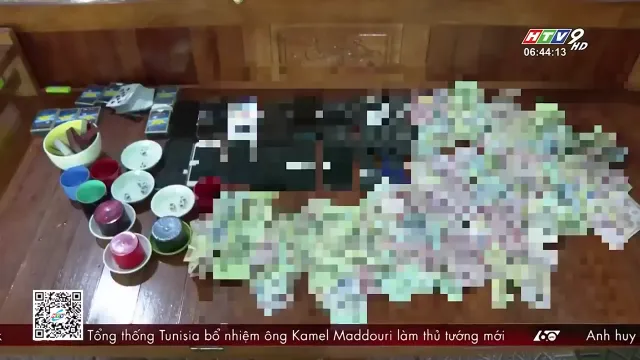 HTV9 HD
06:44:13
Tổng thống Tunisia bổ nhiệm ông Kamel Maddouri làm thủ tướng mới
60
Anh huy